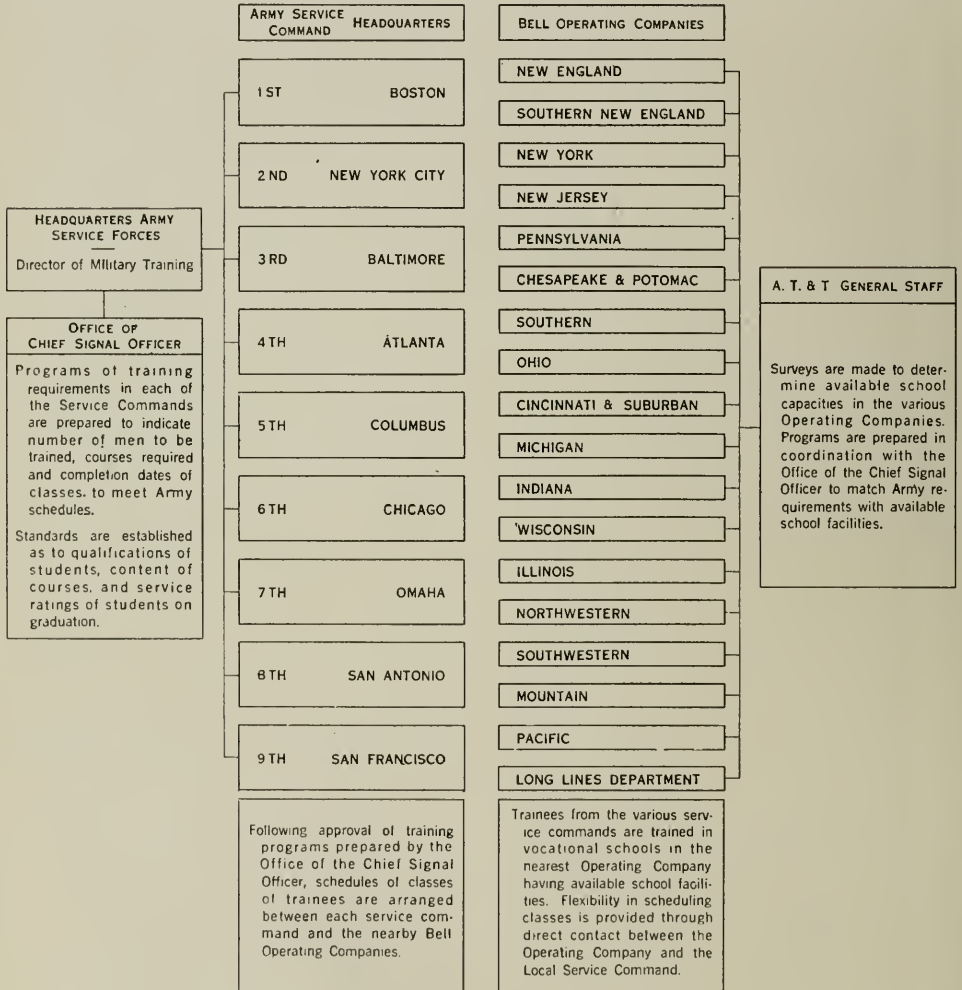 ARMY SERVICE
COMMAND HEADQUARTERS
1ST BOSTON
2ND NEW YORK CITY
3RD BALTIMORE
4TH ATLANTA
5TH COLUMBUS
6TH CHICAGO
7TH OMAHA
8TH SAN ANTONIO
9TH SAN FRANCISCO
Following approval of training
programs prepared by the
Office of the Chief Signal
Officer, schedules of classes
of trainees are arranged
between each service com-
mand and the nearby Bell
Operating Companies.
BELL OPERATING COMPANIES
NEW ENGLAND
SOUTHERN NEW ENGLAND
NEW YORK
NEW JERSEY
PENNSYLVANIA
CHESAPEAKE & POTOMAC
SOUTHERN
OHIO
CINCINNATI & SUBURBAN
MICHIGAN
INDIANA
WISCONSIN
ILLINOIS
NORTHWESTERN
SOUTHWESTERN
MOUNTAIN
PACIFIC
LONG LINES DEPARTMENT
Trainees from the various serv-
ice commands are trained in
vocational schools in the
nearest Operating Company
having available school facili-
ties. Flexibility in scheduling
classes is provided through
direct contact between the
Operating Company and the
Local Service Command.
HEADQUARTERS ARMY
SERVICE FORCES
Director of Military Training
OFFICE OF
CHIEF SIGNAL OFFICER
Programs of training
requirements in each of
the Service Commands
are prepared to indicate
number of men to be
trained, courses required
and completion dates of
classes. to meet Army
schedules.
Standards are established
as to qualifications of
students, content of
courses, and service
ratings of students on
graduation.
A. T. & T GENERAL STAFF
Surveys are made to deter-
mine available school
capacities in the various
Operating Companies.
Programs are prepared in
coordination with the
Office of the Chief Signal
Officer to match Army re-
quirements with available
school facilities.